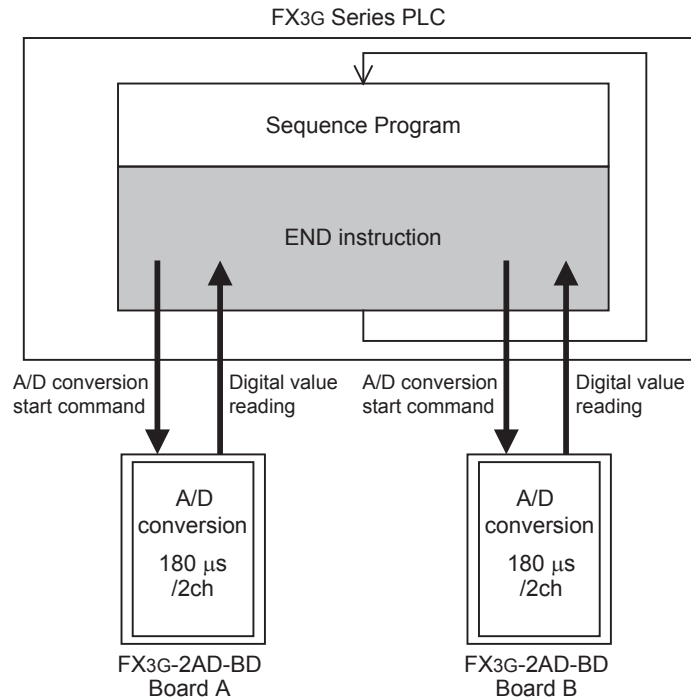 FX3G Series PLC
Sequence Program
END instruction
A/D conversion
start command
Digital value
reading
A/D conversion
start command
Digital value
reading
A/D
conversion
180 µs
/2ch
A/D
conversion
180 µs
/2ch
FX3G-2AD-BD
Board A
FX3G-2AD-BD
Board B